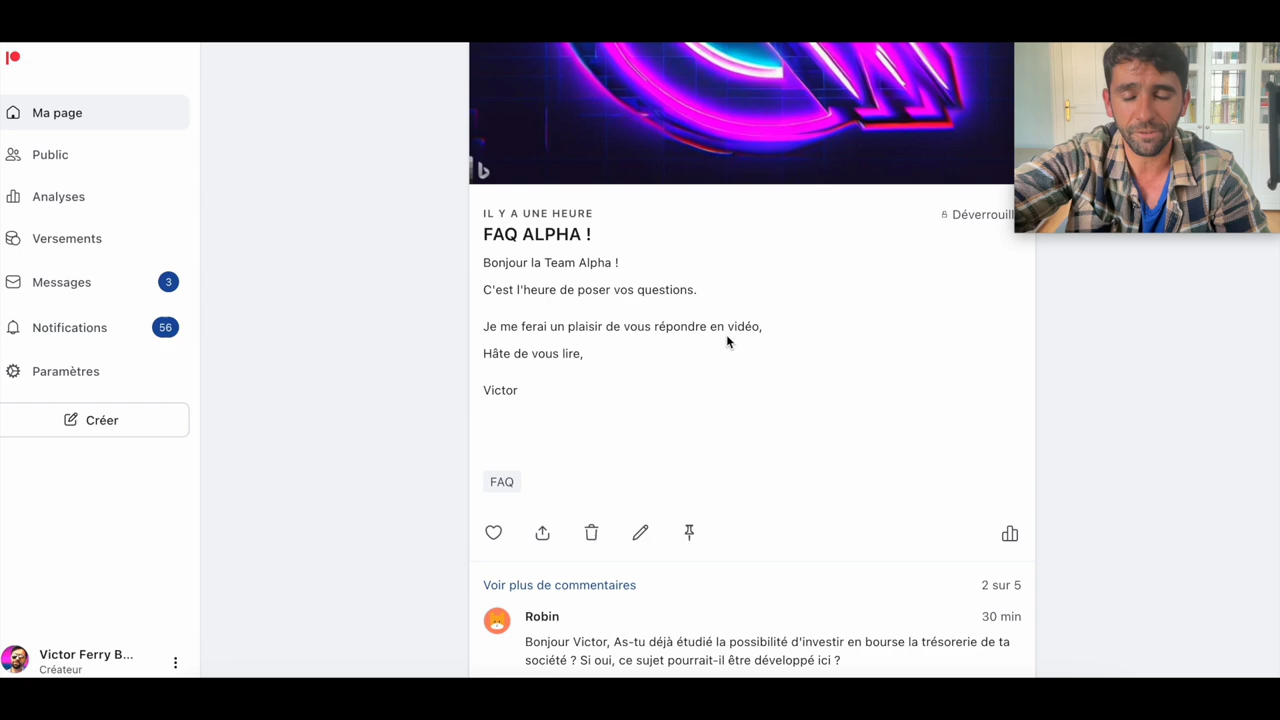 Ma page
Public
Analyses
Versements
Messages
3
Notifications
56
Paramètres
Créer
Victor Ferry B...
Créateur
IL Y A UNE HEURE
Déverrouill
FAQ ALPHA !
Bonjour la Team Alpha !
C'est l'heure de poser vos questions.
Je me ferai un plaisir de vous répondre en vidéo,
Hâte de vous lire,
Victor
FAQ
Voir plus de commentaires
2 sur 5
Robin
30 min
Bonjour Victor, As-tu déjà étudié la possibilité d'investir en bourse la trésorerie de ta
société ? Si oui, ce sujet pourrait-il être développé ici ?